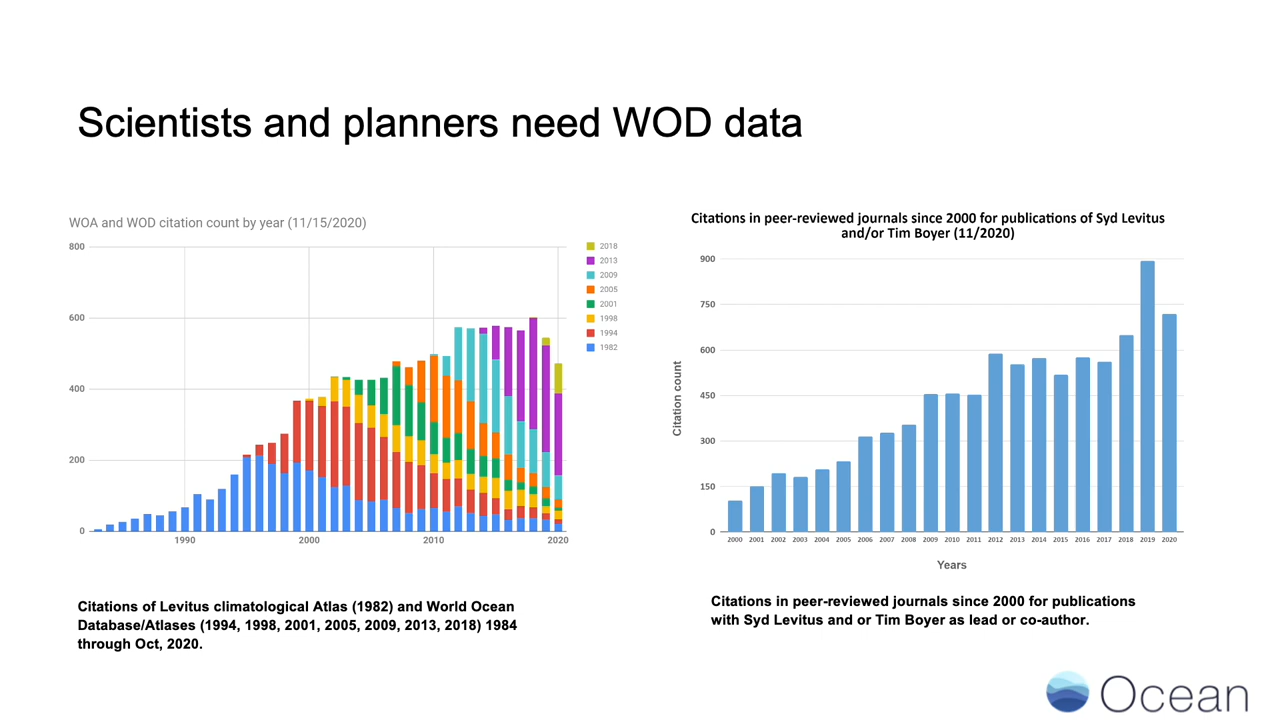 Scientists and planners need WOD data
WOA and WOD citation count by year (11/15/2020)
800
600
400
200
0
1990
2000
2010
2020
2018
2013
2009
2005
2001
1998
1994
1982
Citations of Levitus climatological Atlas (1982) and World Ocean
Database/Atlases (1994, 1998, 2001, 2005, 2009, 2013, 2018) 1984
through Oct, 2020.
Citations in peer-reviewed journals since 2000 for publications of Syd Levitus
and/or Tim Boyer (11/2020)
Citation count
900
750
600
450
300
150
0
2000 2001 2002 2003 2004 2005 2006 2007 2008 2009 2010 2011 2012 2013 2014 2015 2016 2017 2018 2019 2020
Years
Citations in peer-reviewed journals since 2000 for publications
with Syd Levitus and or Tim Boyer as lead or co-author.
Ocean